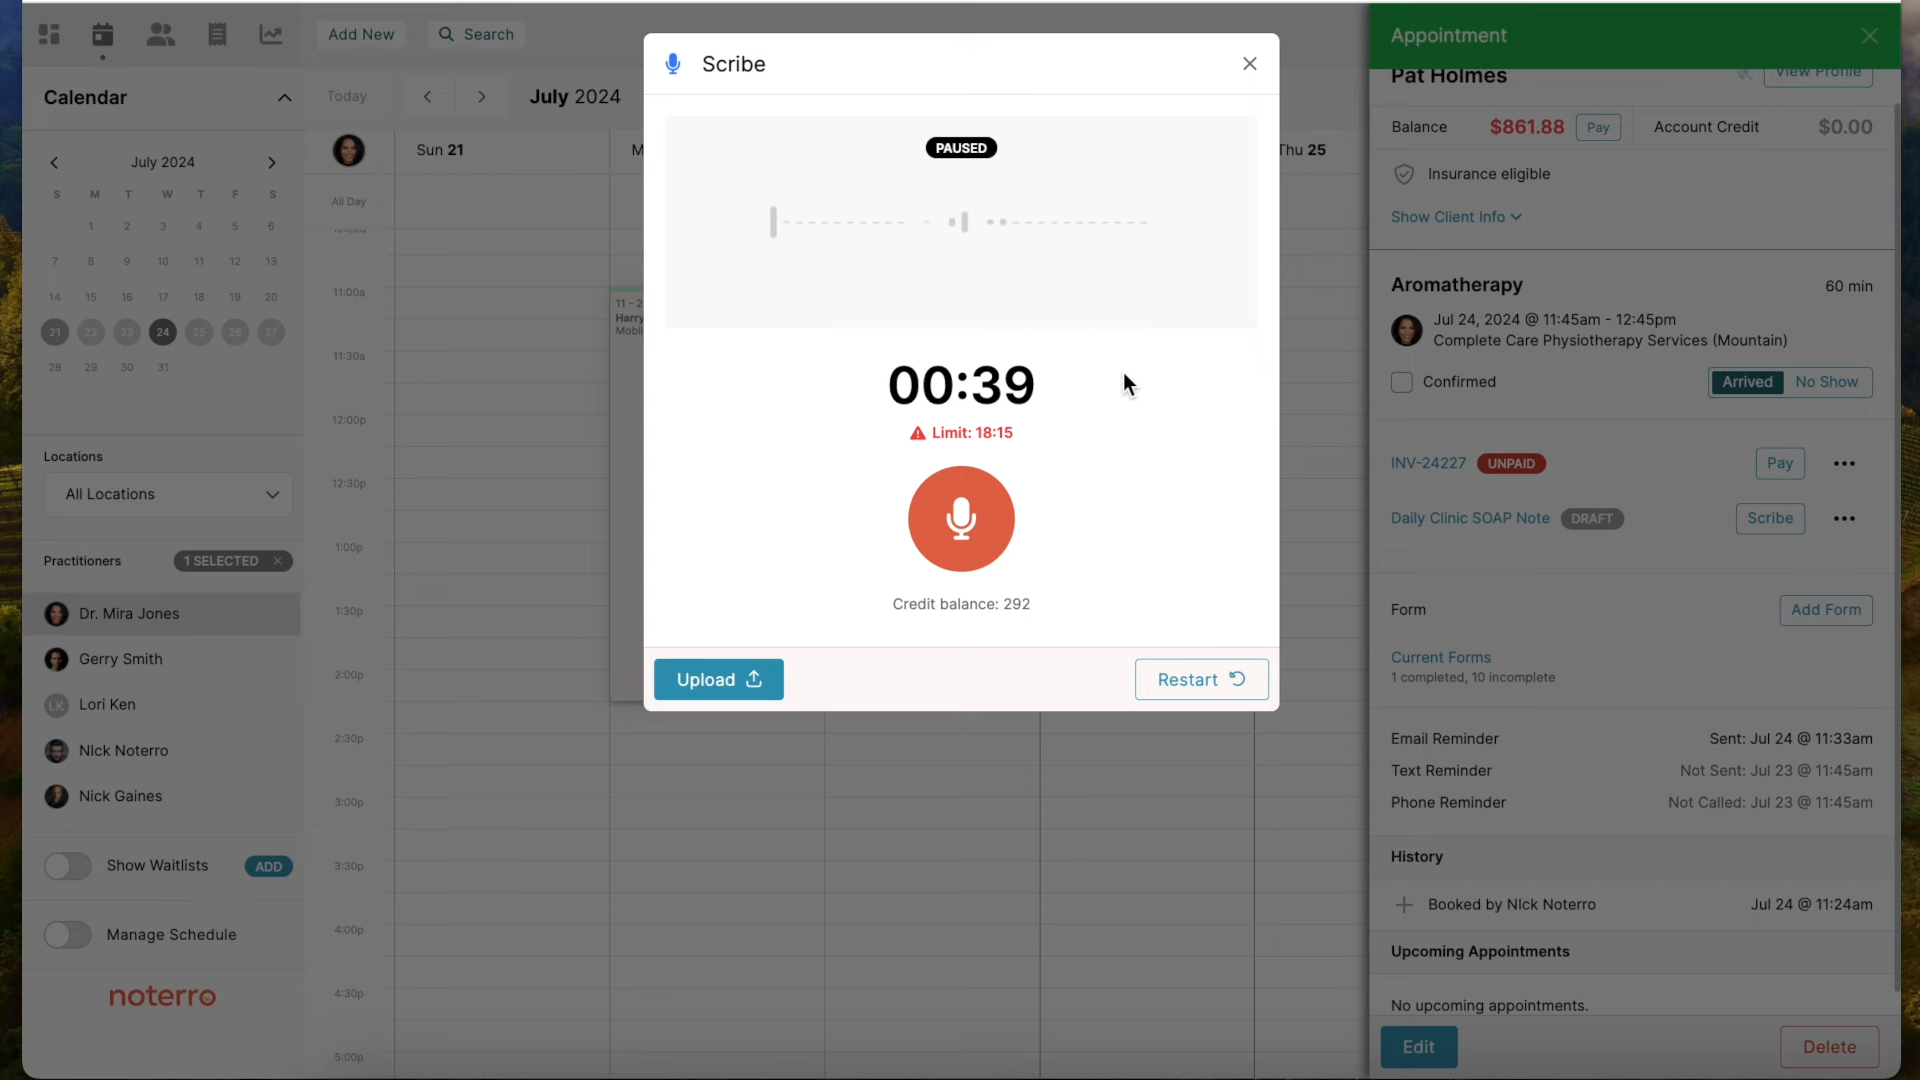 Add New
Search
Calendar
Today
July 2024
July 2024
S M T W T F S
1 2 3 4 5 6
7 8 9 10 11 12 13
14 15 16 17 18 19 20
21 22 23 24 25 26 27
28 29 30 31
Locations
All Locations
Practitioners
1 SELECTED
Dr. Mira Jones
Gerry Smith
LK
Lori Ken
NIck Noterro
Nick Gaines
Show Waitlists
ADD
Manage Schedule
noterro
Sun 21
M
Thu 25
All Day
11:00a
11:30a
12:00p
12:30p
1:00p
1:30p
2:00p
2:30p
3:00p
3:30p
4:00p
4:30p
5:00p
11 - 2
Harry
Mobil
Scribe
PAUSED
00:39
Limit: 18:15
Credit balance: 292
Upload
Restart
Appointment
Pat Holmes
View Profile
Balance $861.88 Pay
Account Credit $0.00
Insurance eligible
Show Client Info
Aromatherapy
60 min
Jul 24, 2024 @ 11:45am - 12:45pm
Complete Care Physiotherapy Services (Mountain)
Confirmed
Arrived
No Show
INV-24227 UNPAID
Pay
Daily Clinic SOAP Note DRAFT
Scribe
Form
Add Form
Current Forms
1 completed, 10 incomplete
Email Reminder
Sent: Jul 24 @ 11:33am
Text Reminder
Not Sent: Jul 23 @ 11:45am
Phone Reminder
Not Called: Jul 23 @ 11:45am
History
Booked by NIck Noterro
Jul 24 @ 11:24am
Upcoming Appointments
No upcoming appointments.
Edit
Delete